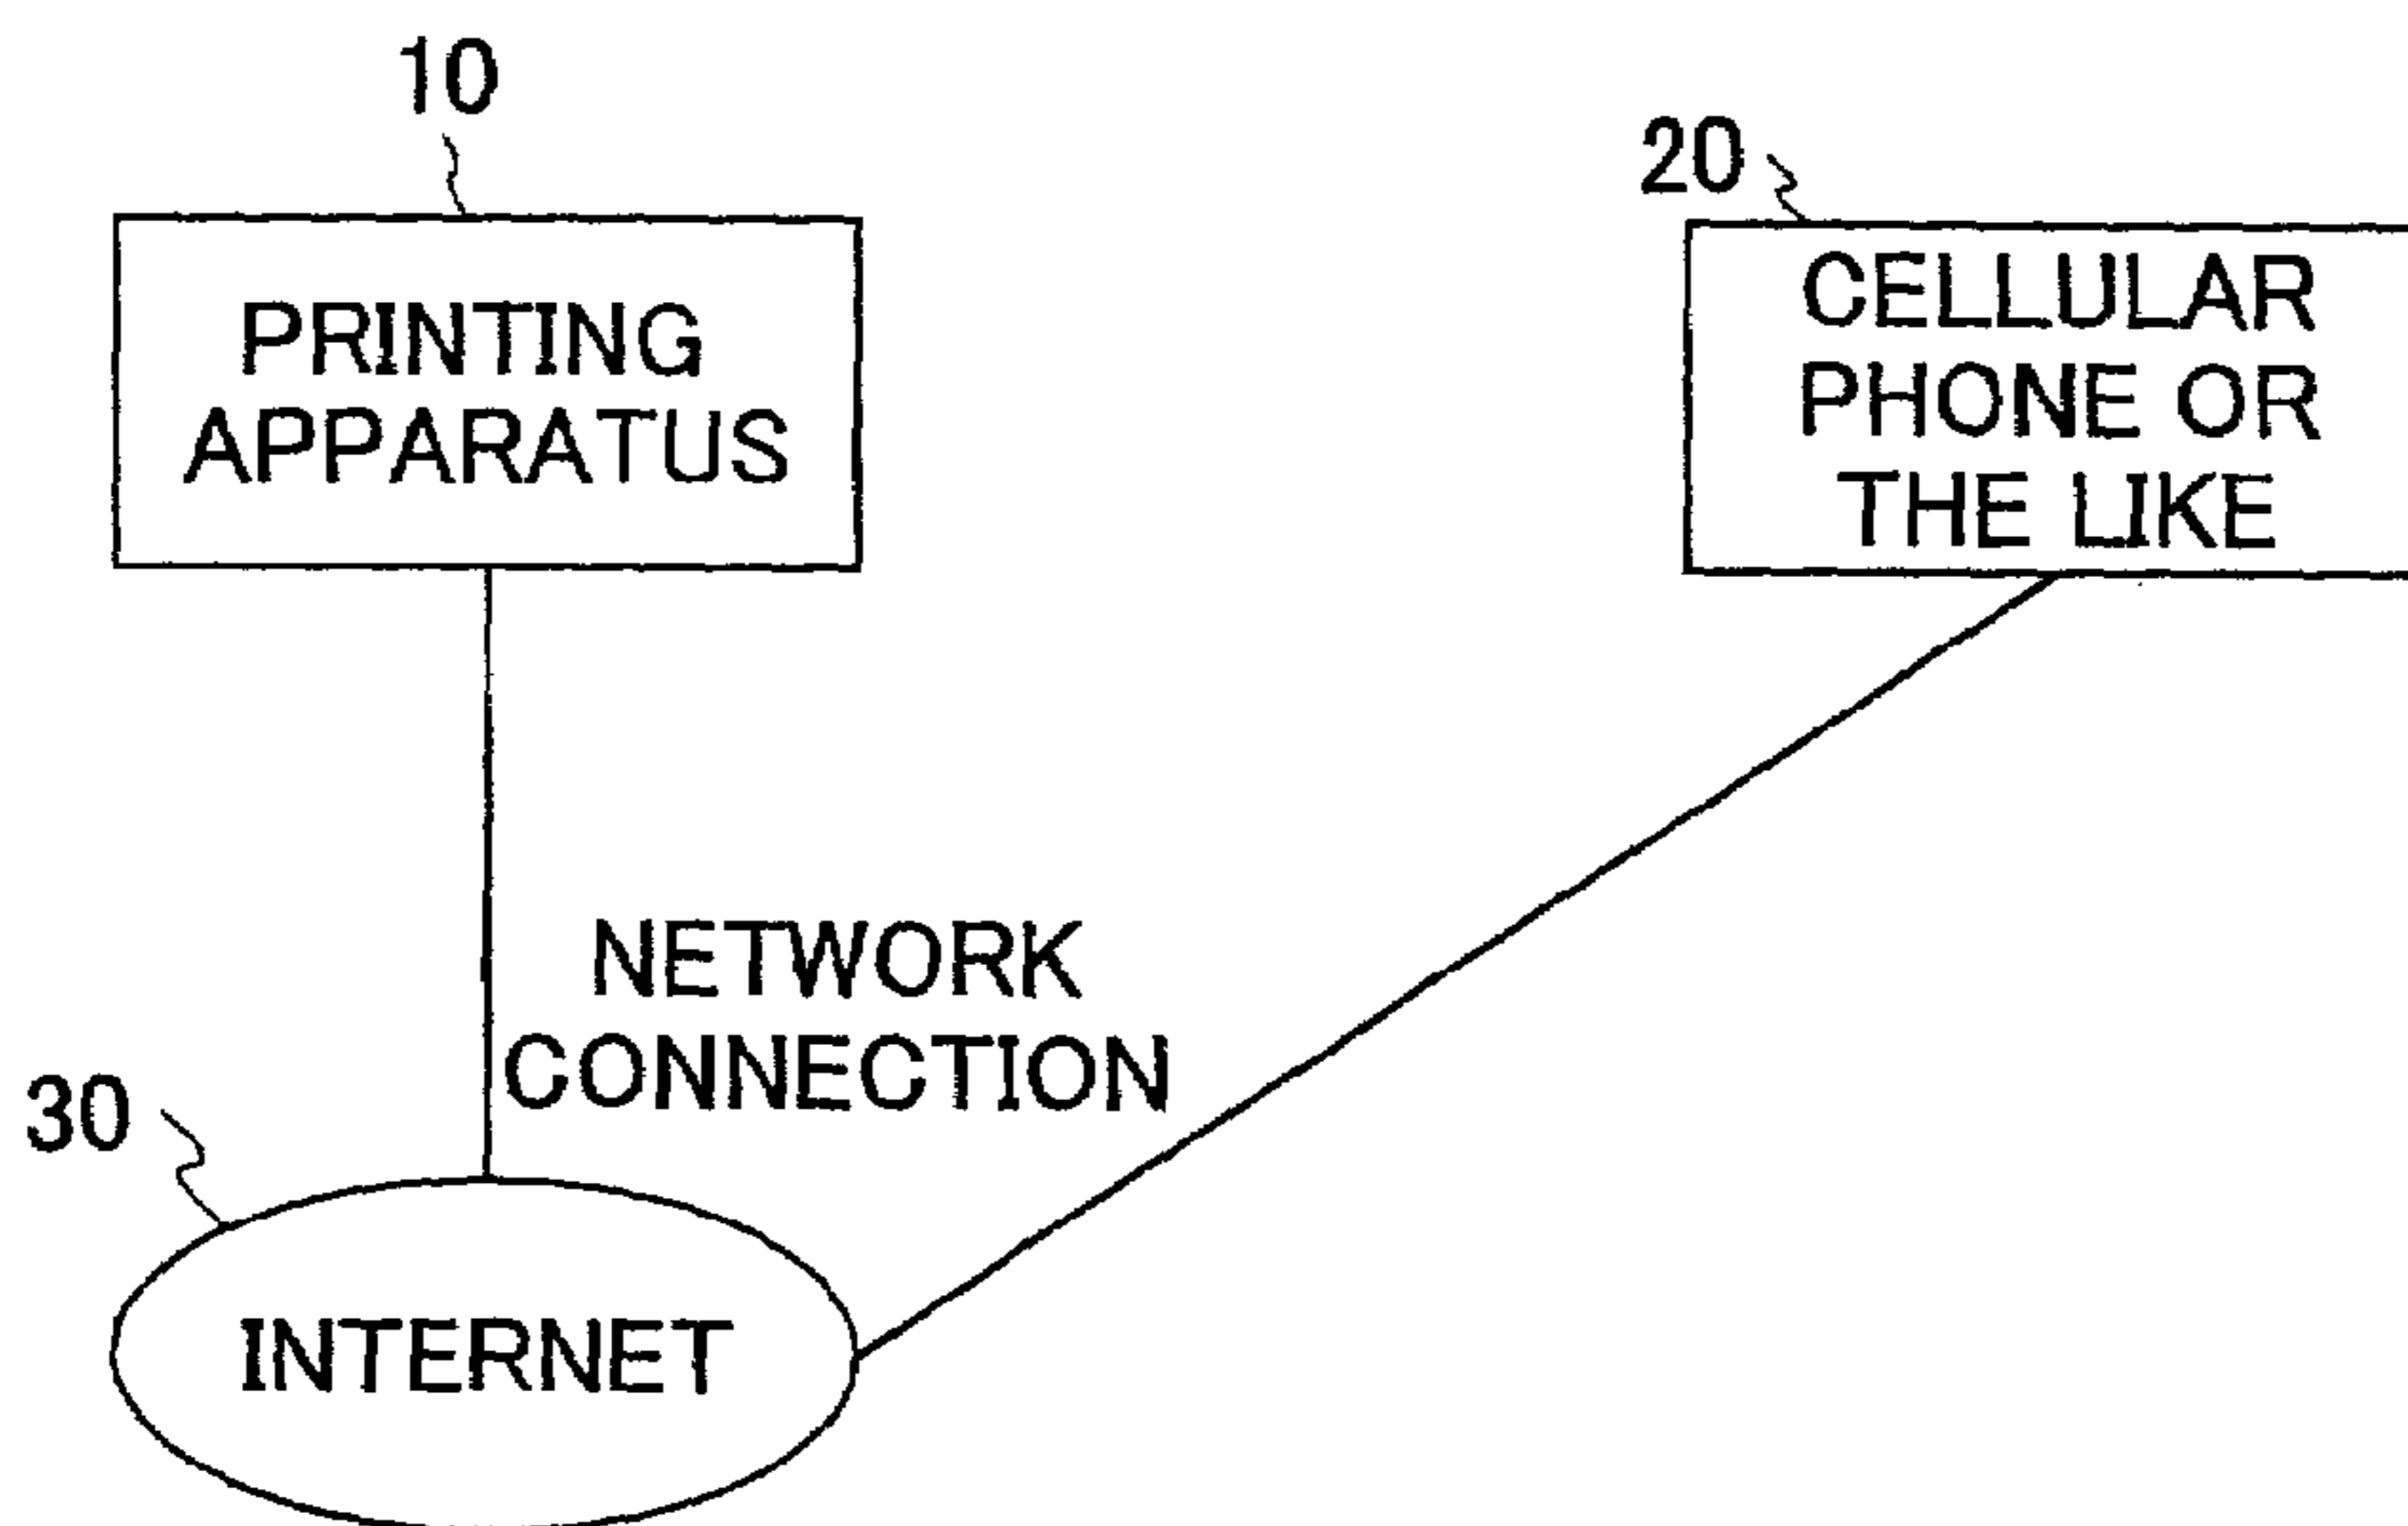 10
20
PRINTING
APPARATUS
CELLULAR
PHONE OR
THE LIKE
NETWORK
CONNECTION
30
INTERNET